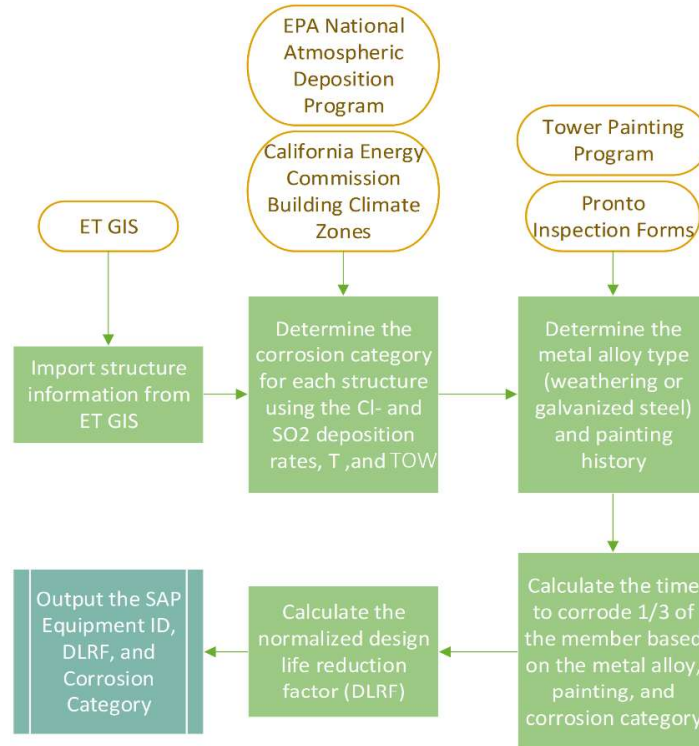 EPA National
Atmospheric
Deposition
Program
California Energy
Commission
Building Climate
Zones
Tower Painting
Program
Pronto
Inspection Forms
ET GIS
Import structure
information from
ET GIS
Determine the
corrosion category
for each structure
using the Cl- and
SO2 deposition
rates, T ,and TOW
Determine the
metal alloy type
(weathering or
galvanized steel)
and painting
history
Calculate the time
to corrode 1/3 of
the member based
on the metal alloy,
painting, and
corrosion category
Calculate the
normalized design
life reduction
factor (DLRF)
Output the SAP
Equipment ID,
DLRF, and
Corrosion
Category